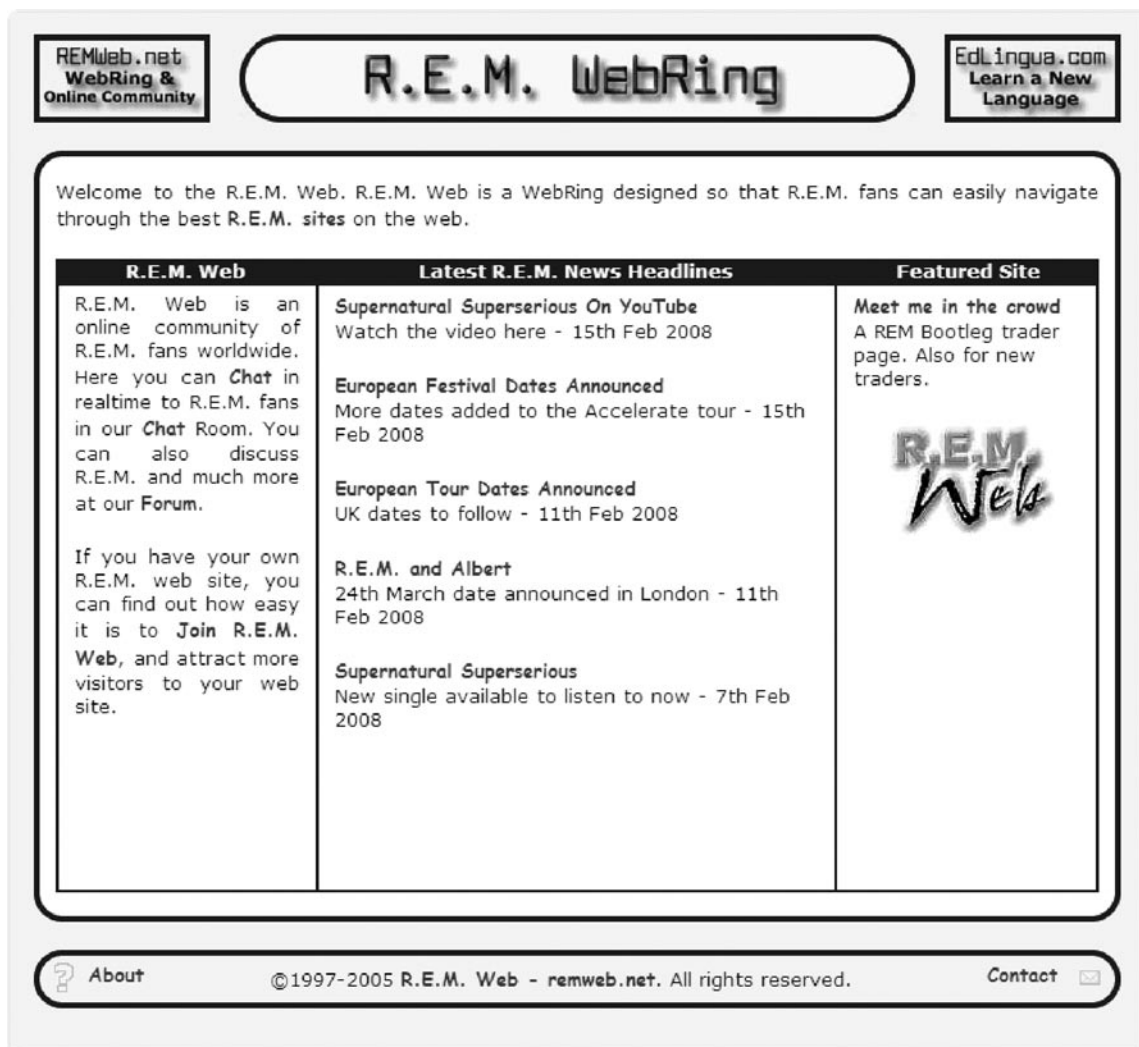 REMWeb.net
WebRing &
Online Community
R.E.M. WebRing
EdLingua.com
Learn a New
Language
Welcome to the R.E.M. Web. R.E.M. Web is a WebRing designed so that R.E.M. fans can easily navigate
through the best R.E.M. sites on the web.
R.E.M. Web
R.E.M. Web is an
online community of
R.E.M. fans worldwide.
Here you can Chat in
realtime to R.E.M. fans
in our Chat Room. You
can also discuss
R.E.M. and much more
at our Forum.
If you have your own
R.E.M. web site, you
can find out how easy
it is to Join R.E.M.
Web, and attract more
visitors to your web
site.
Latest R.E.M. News Headlines
Supernatural Superserious On YouTube
Watch the video here - 15th Feb 2008
European Festival Dates Announced
More dates added to the Accelerate tour - 15th
Feb 2008
European Tour Dates Announced
UK dates to follow - 11th Feb 2008
R.E.M. and Albert
24th March date announced in London - 11th
Feb 2008
Supernatural Superserious
New single available to listen to now - 7th Feb
2008
Featured Site
Meet me in the crowd
A REM Bootleg trader
page. Also for new
traders.
R.E.M.
Web
? About
©1997-2005 R.E.M. Web - remweb.net. All rights reserved.
Contact